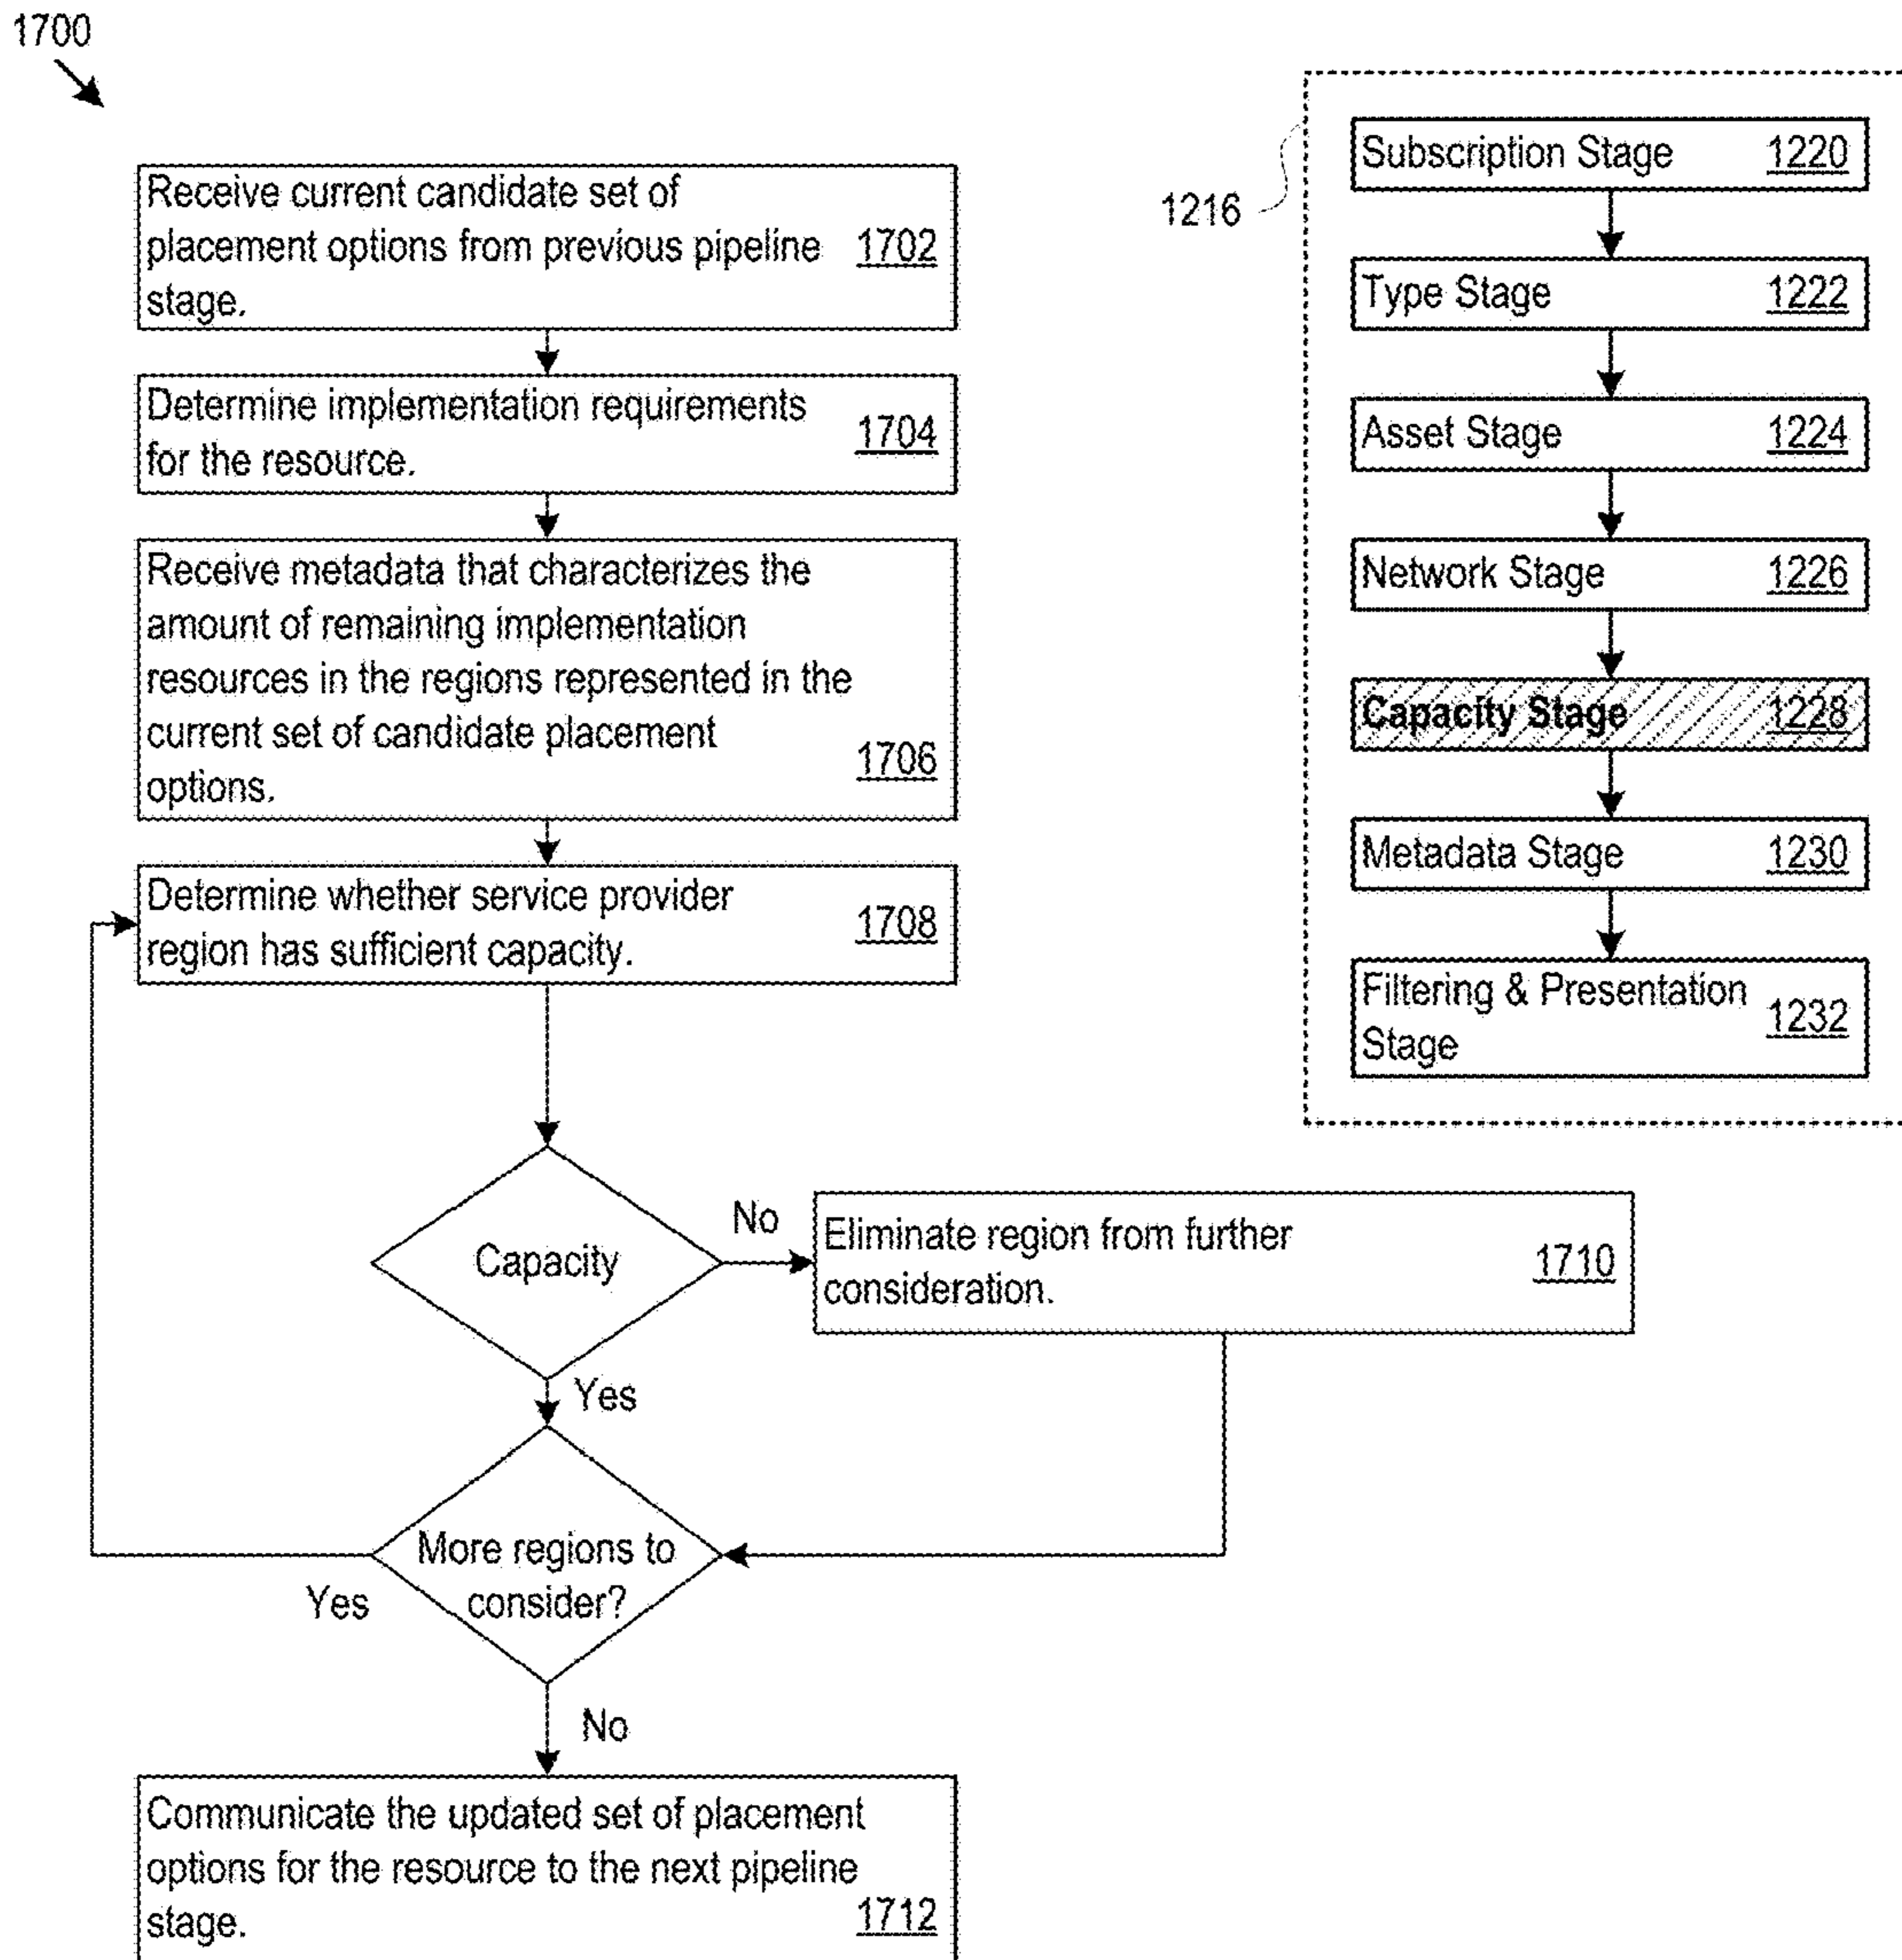 1700
Receive current candidate set of
placement options from previous pipeline 1702
stage.
Determine implementation requirements
for the resource. 1704
Receive metadata that characterizes the
amount of remaining implementation
resources in the regions represented in the
current set of candidate placement
options. 1706
Determine whether service provider
region has sufficient capacity. 1708
Capacity
No
Eliminate region from further
consideration. 1710
Yes
More regions to
consider?
Yes
No
Communicate the updated set of placement
options for the resource to the next pipeline
stage. 1712
1216
Subscription Stage 1220
Type Stage 1222
Asset Stage 1224
Network Stage 1226
Capacity Stage 1228
Metadata Stage 1230
Filtering & Presentation
Stage 1232